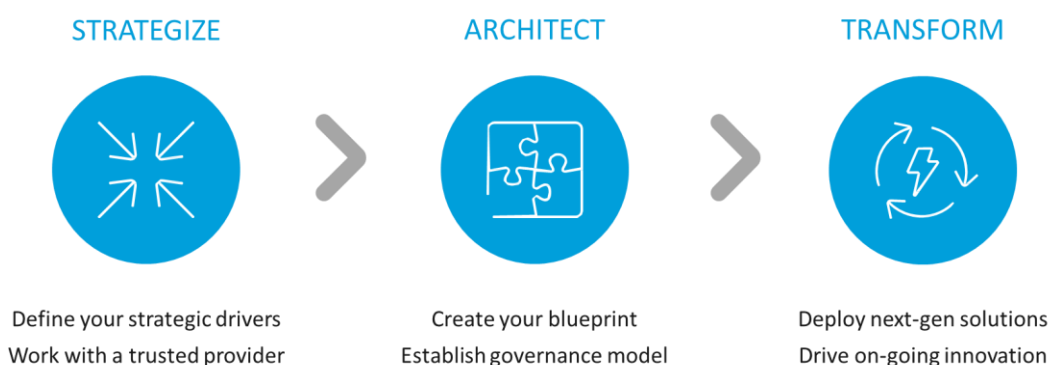 STRATEGIZE
Define your strategic drivers
Work with a trusted provider
ARCHITECT
Create your blueprint
Establish governance model
TRANSFORM
Deploy next-gen solutions
Drive on-going innovation